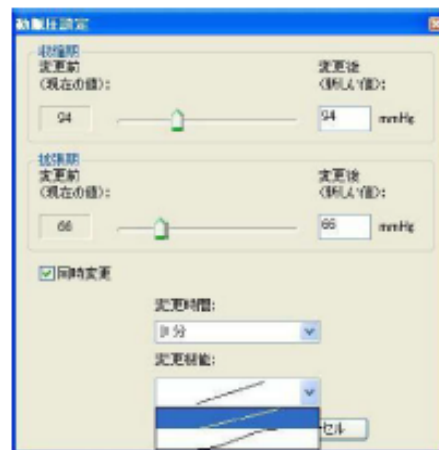 動脈圧設定
収縮期
変更前 変更後
(現在の値): (新しい値):
94 94 mmHg
拡張期
変更前 変更後
(現在の値): (新しい値):
66 66 mmHg
同時変更
変更時間:
変更機能:
セル